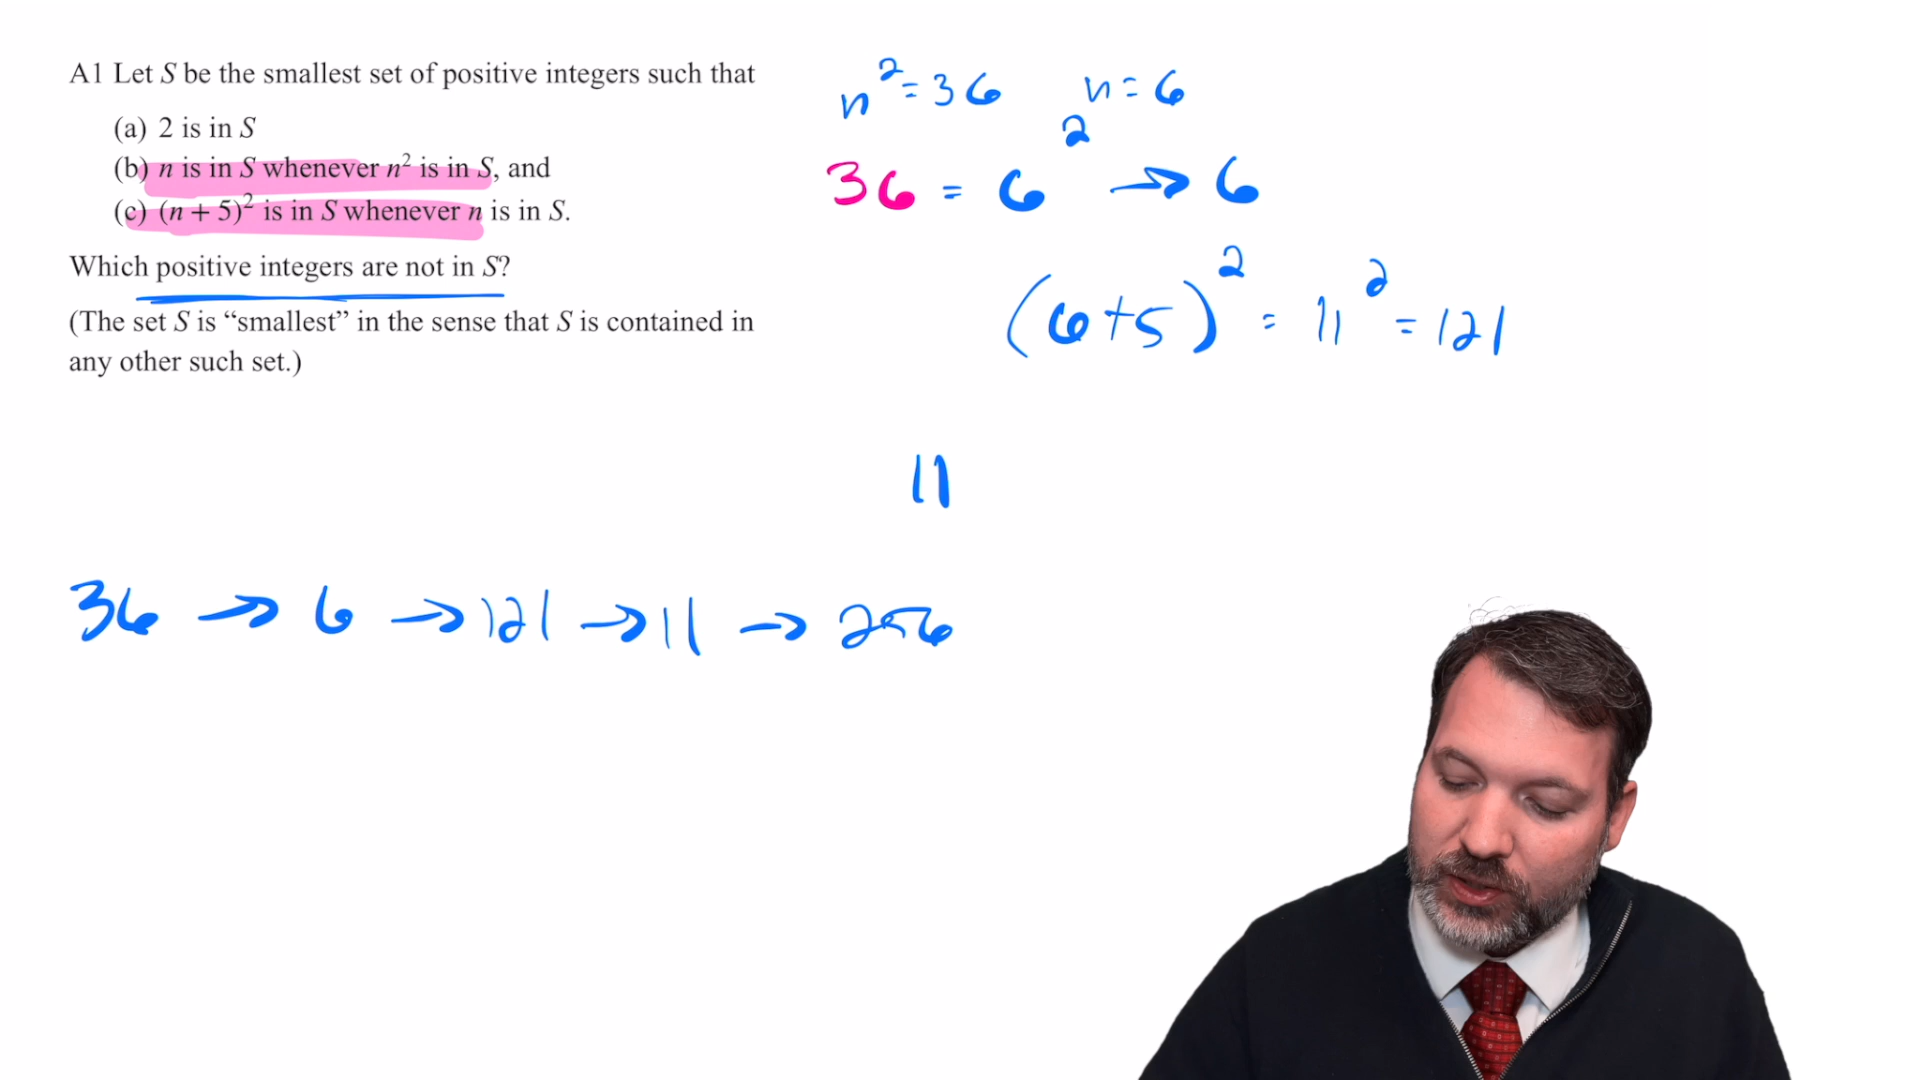 A1 Let S be the smallest set of positive integers such that
(a) 2 is in S
(b) n is in S whenever n² is in S, and
(c) (n + 5)² is in S whenever n is in S.
Which positive integers are not in S?
(The set S is “smallest” in the sense that S is contained in
any other such set.)
n² = 36 n = 6
36 = 6² → 6
(6+5)² = 11² = 121
11
36 → 6 → 121 → 11 → 256